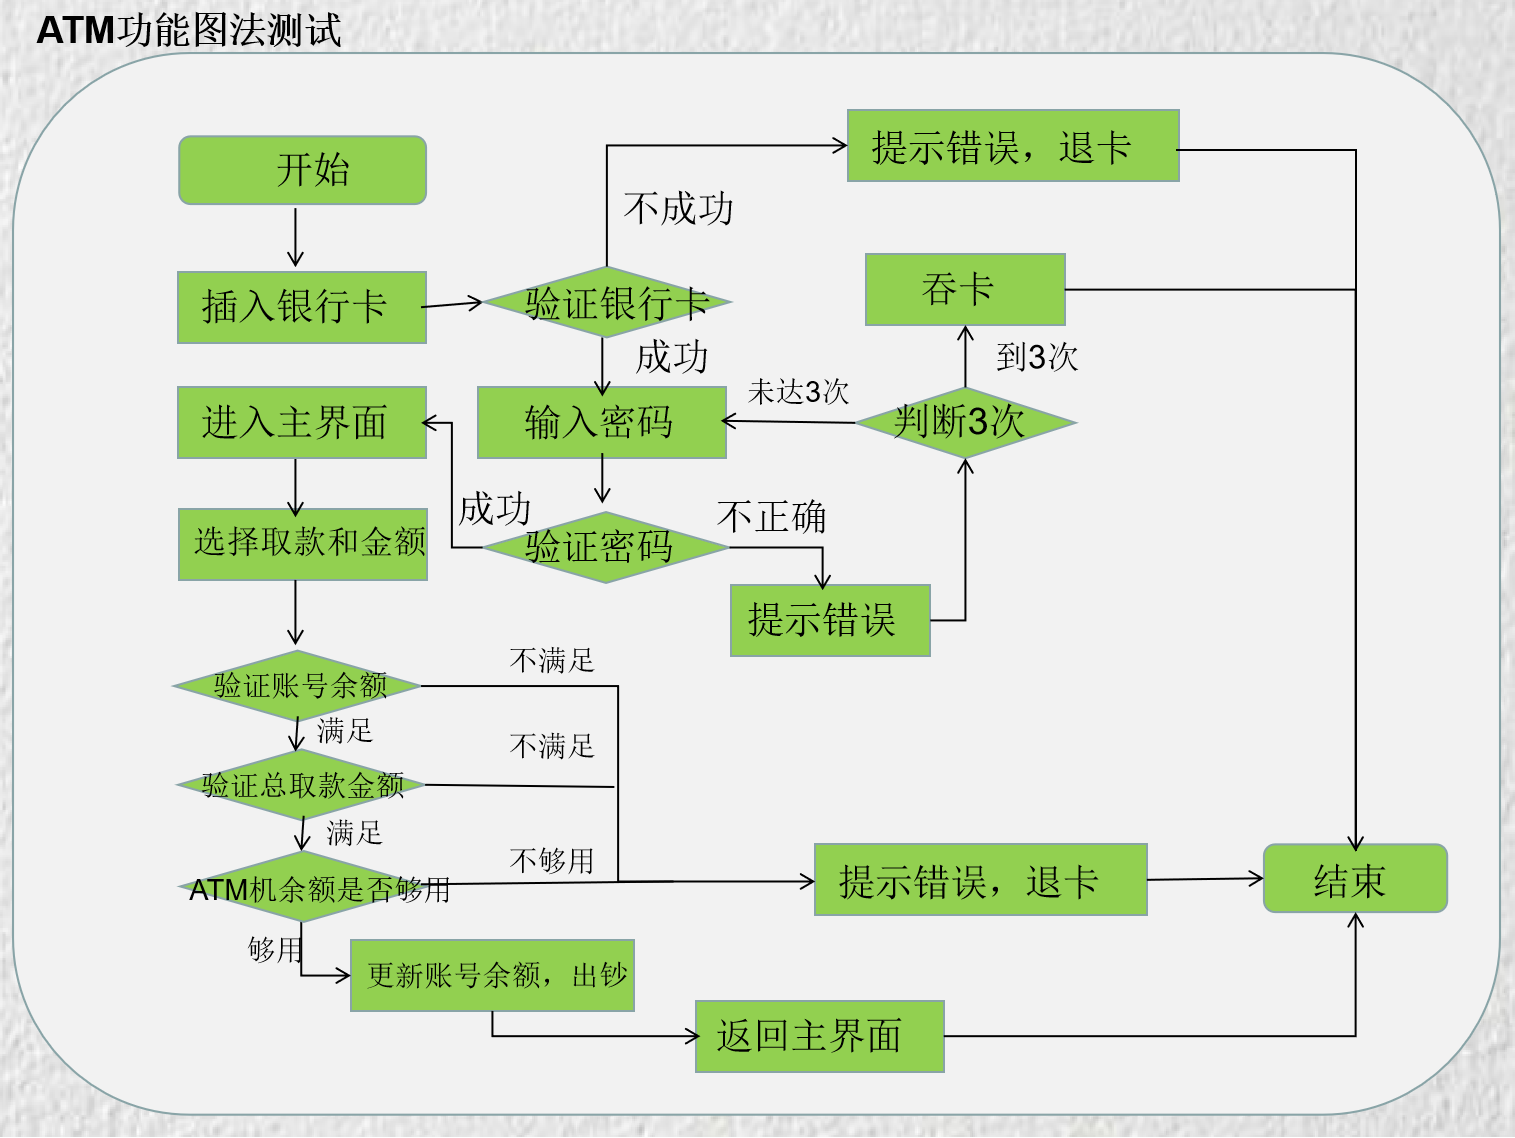 ATM功能图法测试
开始
提示错误，退卡
不成功
插入银行卡
验证银行卡
吞卡
成功
到3次
进入主界面
输入密码
未达3次
判断3次
成功
不正确
选择取款和金额
验证密码
提示错误
不满足
验证账号余额
满足
不满足
验证总取款金额
满足
不够用
ATM机余额是否够用
提示错误，退卡
结束
够用
更新账号余额，出钞
返回主界面